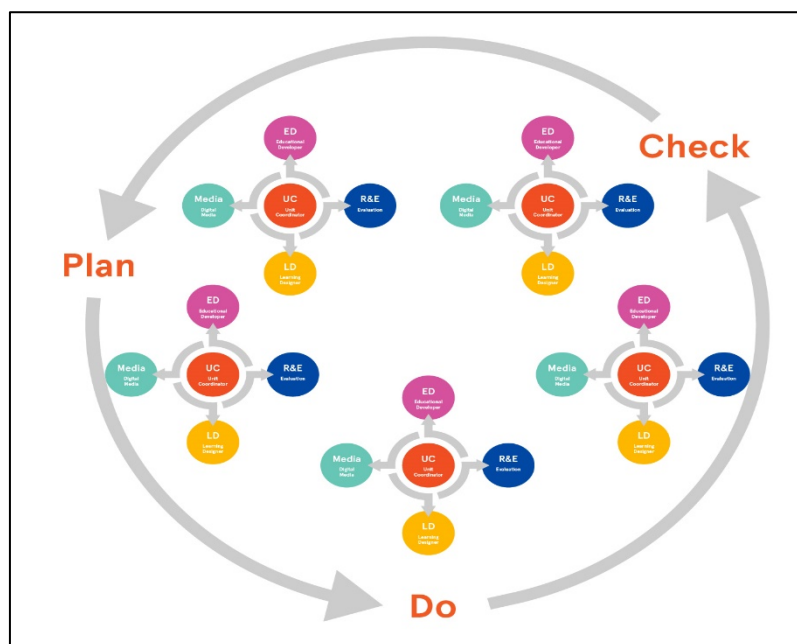 ED
Educational
Developer
Media
Digital
Media
UC
Unit
Coordinator
R&E
Evaluation
LD
Learning
Designer
ED
Educational
Developer
Media
Digital
Media
UC
Unit
Coordinator
R&E
Evaluation
LD
Learning
Designer
Check
Plan
ED
Educational
Developer
Media
Digital
Media
UC
Unit
Coordinator
R&E
Evaluation
LD
Learning
Designer
ED
Educational
Developer
Media
Digital
Media
UC
Unit
Coordinator
R&E
Evaluation
LD
Learning
Designer
ED
Educational
Developer
Media
Digital
Media
UC
Unit
Coordinator
R&E
Evaluation
LD
Learning
Designer
Do